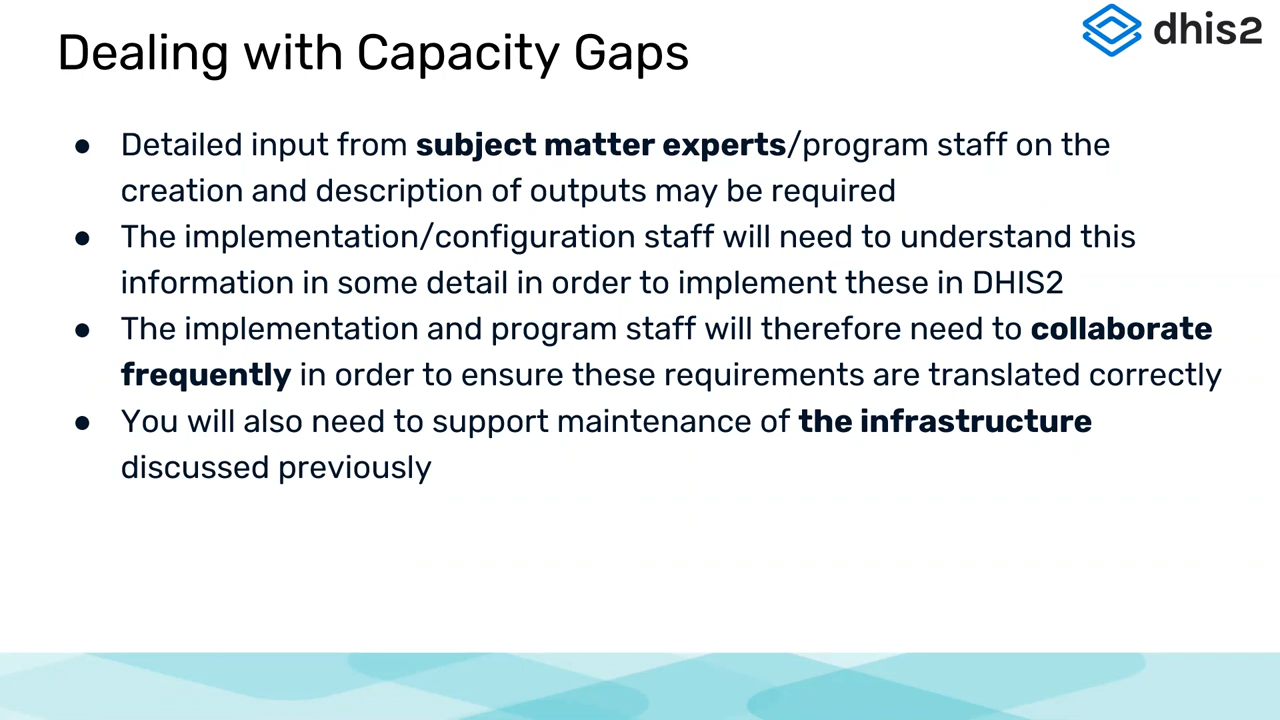 Dealing with Capacity Gaps
dhis2
● Detailed input from subject matter experts/program staff on the
creation and description of outputs may be required
● The implementation/configuration staff will need to understand this
information in some detail in order to implement these in DHIS2
● The implementation and program staff will therefore need to collaborate
frequently in order to ensure these requirements are translated correctly
● You will also need to support maintenance of the infrastructure
discussed previously